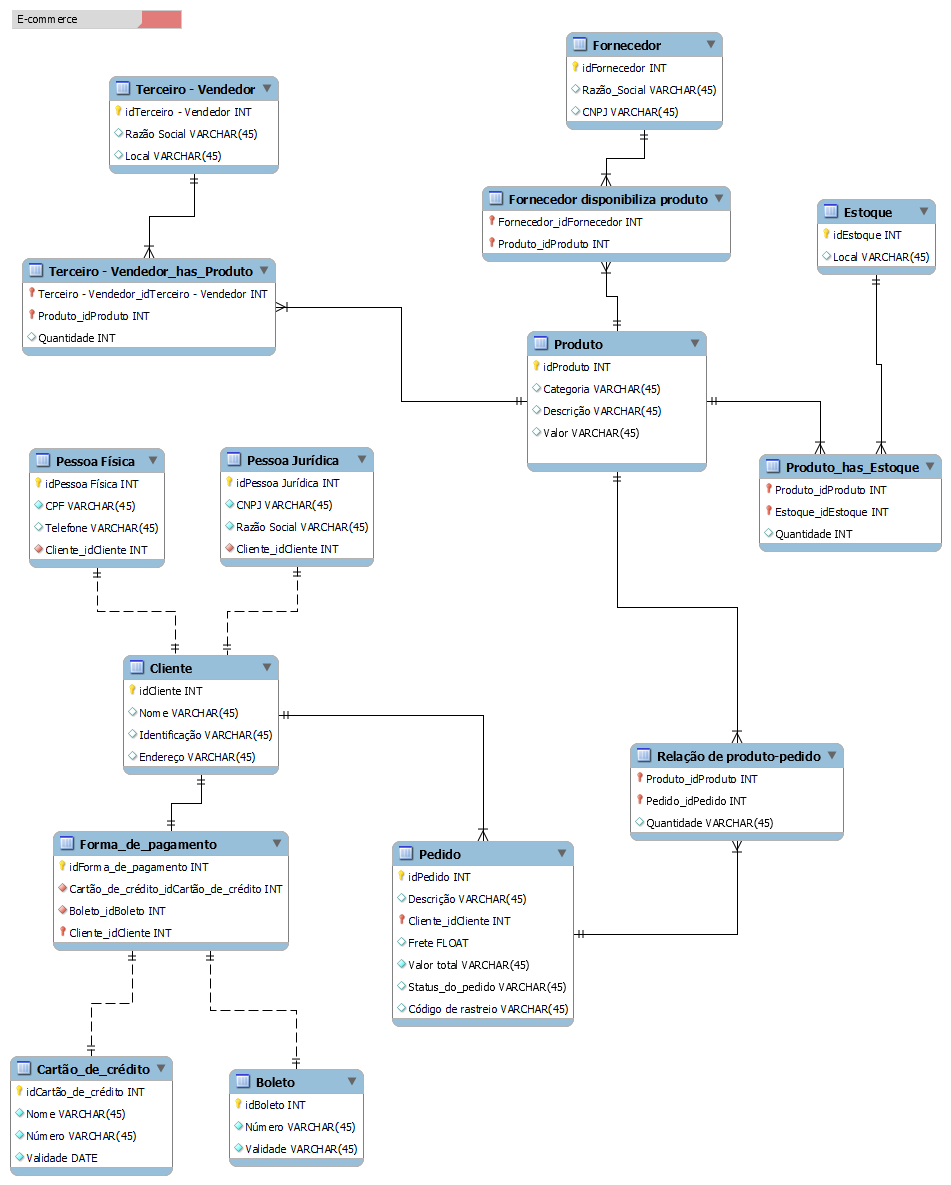 E-commerce
Fornecedor
idFornecedor INT
Razão_Social VARCHAR(45)
CNPJ VARCHAR(45)
Terceiro - Vendedor
idTerceiro - Vendedor INT
Razão Social VARCHAR(45)
Local VARCHAR(45)
Fornecedor disponibiliza produto
Fornecedor_idFornecedor INT
Produto_idProduto INT
Estoque
idEstoque INT
Local VARCHAR(45)
Terceiro - Vendedor_has_Produto
Terceiro - Vendedor_idTerceiro - Vendedor INT
Produto_idProduto INT
Quantidade INT
Produto
idProduto INT
Categoria VARCHAR(45)
Descrição VARCHAR(45)
Valor VARCHAR(45)
Pessoa Física
idPessoa Física INT
CPF VARCHAR(45)
Telefone VARCHAR(45)
Cliente_idCliente INT
Pessoa Jurídica
idPessoa Jurídica INT
CNPJ VARCHAR(45)
Razão Social VARCHAR(45)
Cliente_idCliente INT
Produto_has_Estoque
Produto_idProduto INT
Estoque_idEstoque INT
Quantidade INT
Cliente
idCliente INT
Nome VARCHAR(45)
Identificação VARCHAR(45)
Endereço VARCHAR(45)
Relação de produto-pedido
Produto_idProduto INT
Pedido_idPedido INT
Quantidade VARCHAR(45)
Forma_de_pagamento
idForma_de_pagamento INT
Cartão_de_crédito_idCartão_de_crédito INT
Boleto_idBoleto INT
Cliente_idCliente INT
Pedido
idPedido INT
Descrição VARCHAR(45)
Cliente_idCliente INT
Frete FLOAT
Valor total VARCHAR(45)
Status_do_pedido VARCHAR(45)
Código de rastreio VARCHAR(45)
Cartão_de_crédito
idCartão_de_crédito INT
Nome VARCHAR(45)
Número VARCHAR(45)
Validade DATE
Boleto
idBoleto INT
Número VARCHAR(45)
Validade VARCHAR(45)